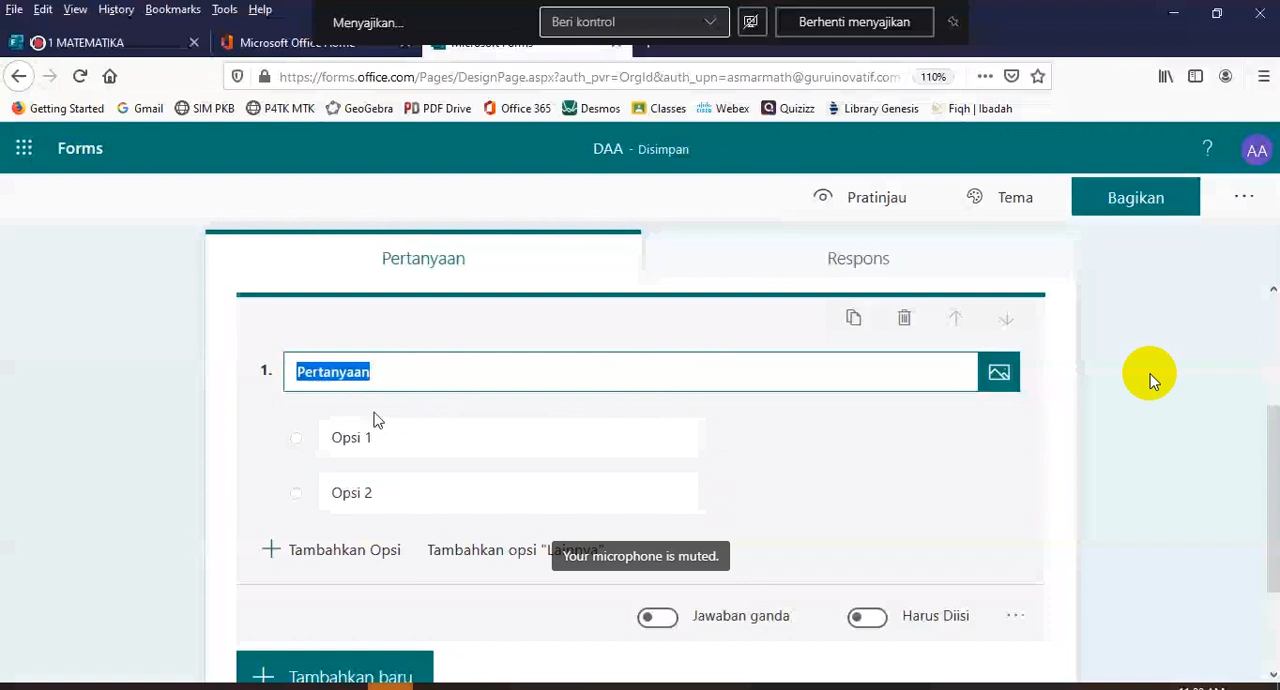 File Edit View History Bookmarks Tools Help
Menyajikan... Beri kontrol Berhenti menyajikan
1 MATEMATIKA Microsoft Office Home Microsoft Forms
https://forms.office.com/Pages/DesignPage.aspx?auth_pvr=OrgId&auth_upn=asmarmath@guruinovatif.com 110%
Getting Started Gmail SIM PKB P4TK MTK GeoGebra PDF Drive Office 365 Desmos Classes Webex Quizizz Library Genesis Fiqh | Ibadah
Forms DAA - Disimpan ? AA
Pratinjau Tema Bagikan ...
Pertanyaan Respons
1. Pertanyaan
Opsi 1
Opsi 2
Tambahkan Opsi Tambahkan opsi "Lainnya"
Your microphone is muted.
Jawaban ganda Harus Diisi ...
Tambahkan baru